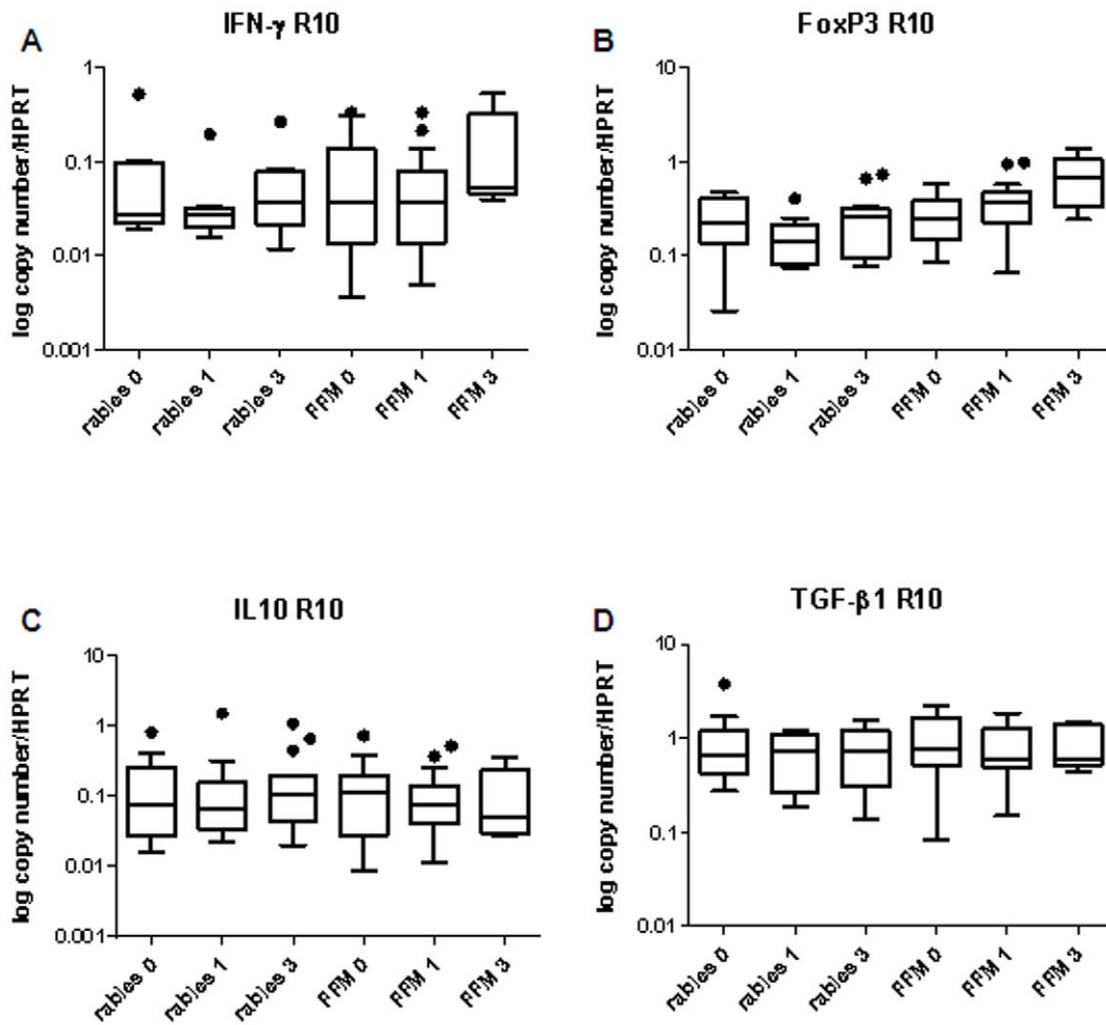 A
IFN-γ R10
log copy number/HPRT
1
0.1
0.01
0.001
rabies 0
rabies 1
rabies 3
FFM 0
FFM 1
FFM 3
B
FoxP3 R10
log copy number/HPRT
10
1
0.1
0.01
rabies 0
rabies 1
rabies 3
FFM 0
FFM 1
FFM 3
C
IL10 R10
log copy number/HPRT
10
1
0.1
0.01
0.001
rabies 0
rabies 1
rabies 3
FFM 0
FFM 1
FFM 3
D
TGF-β1 R10
log copy number/HPRT
10
1
0.1
0.01
rabies 0
rabies 1
rabies 3
FFM 0
FFM 1
FFM 3